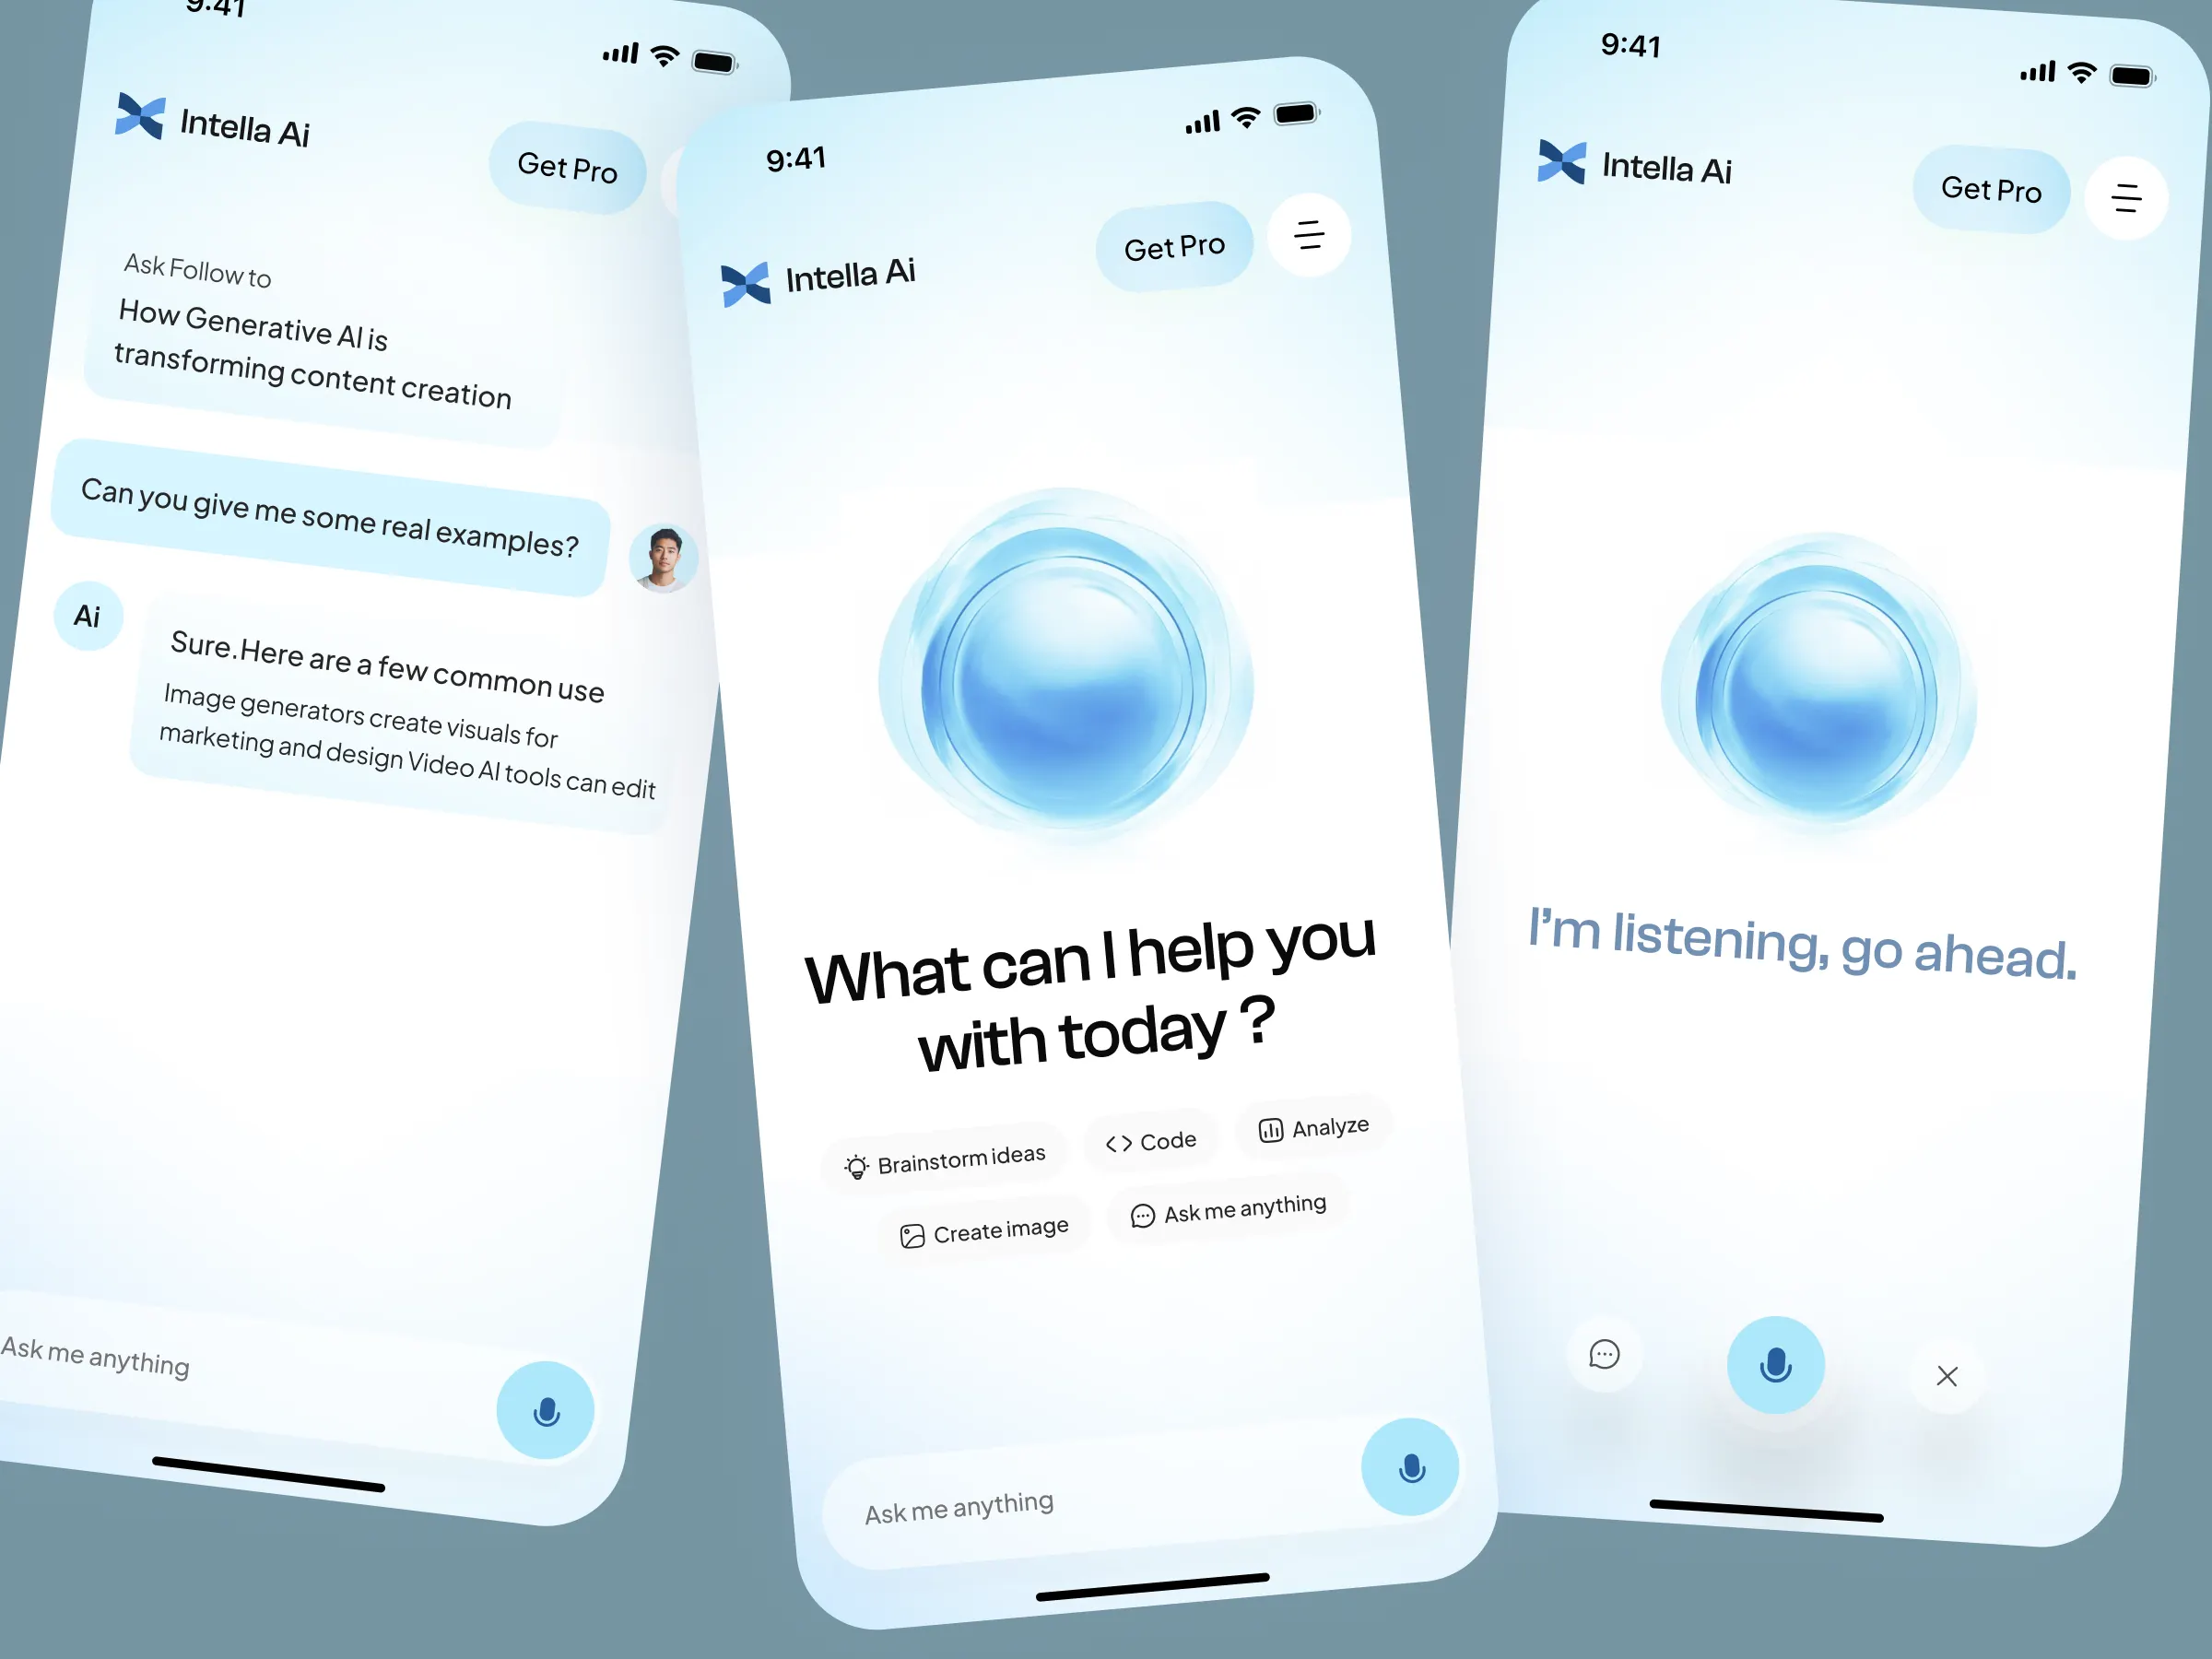 9:41
Intella Ai
Get Pro
Ask Follow to
How Generative AI is
transforming content creation
Can you give me some real examples?
Ai
Sure.Here are a few common use
Image generators create visuals for
marketing and design Video AI tools can edit
Ask me anything
9:41
Intella Ai
Get Pro
What can I help you
with today ?
Brainstorm ideas
Code
Analyze
Create image
Ask me anything
Ask me anything
9:41
Intella Ai
Get Pro
I'm listening, go ahead.